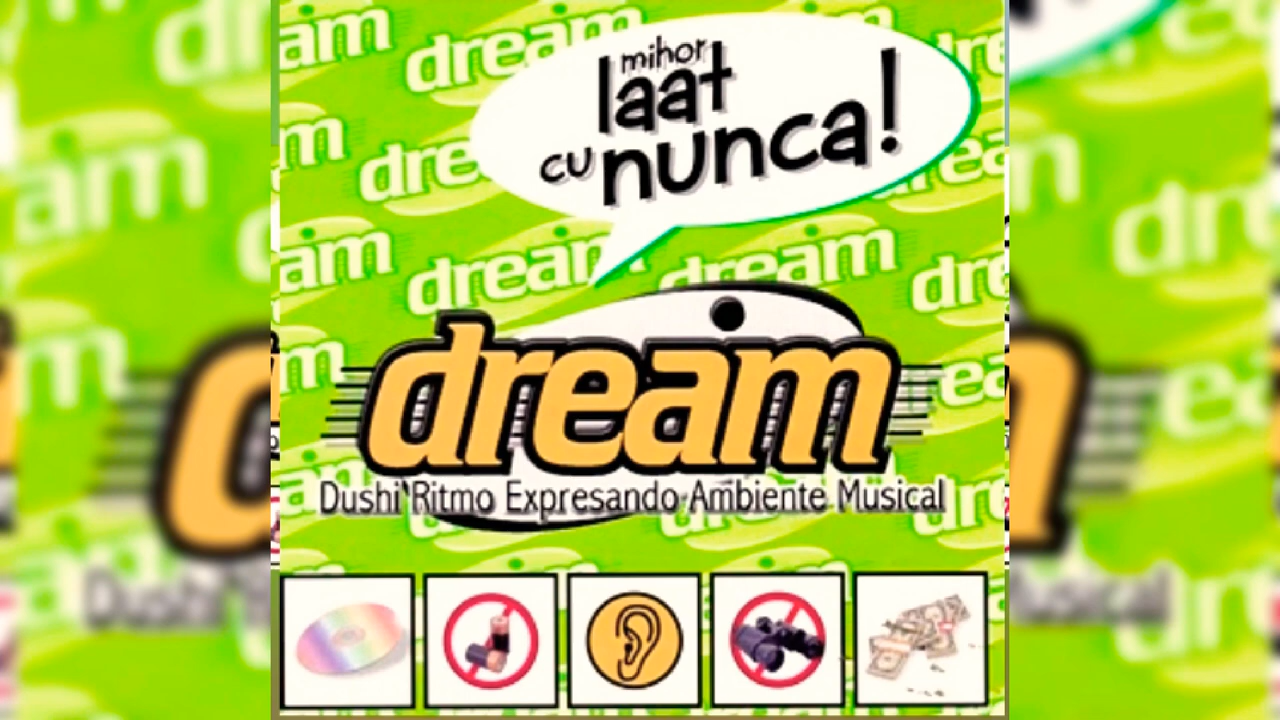 mihor
laat
cu nunca!
dream
Dushi Ritmo Expresando Ambiente Musical